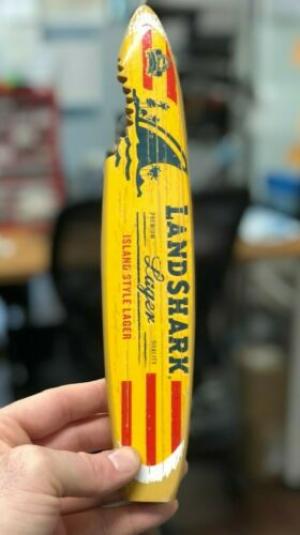 LANDSHARK
PREMIUM Lager QUALITY
ISLAND STYLE LAGER